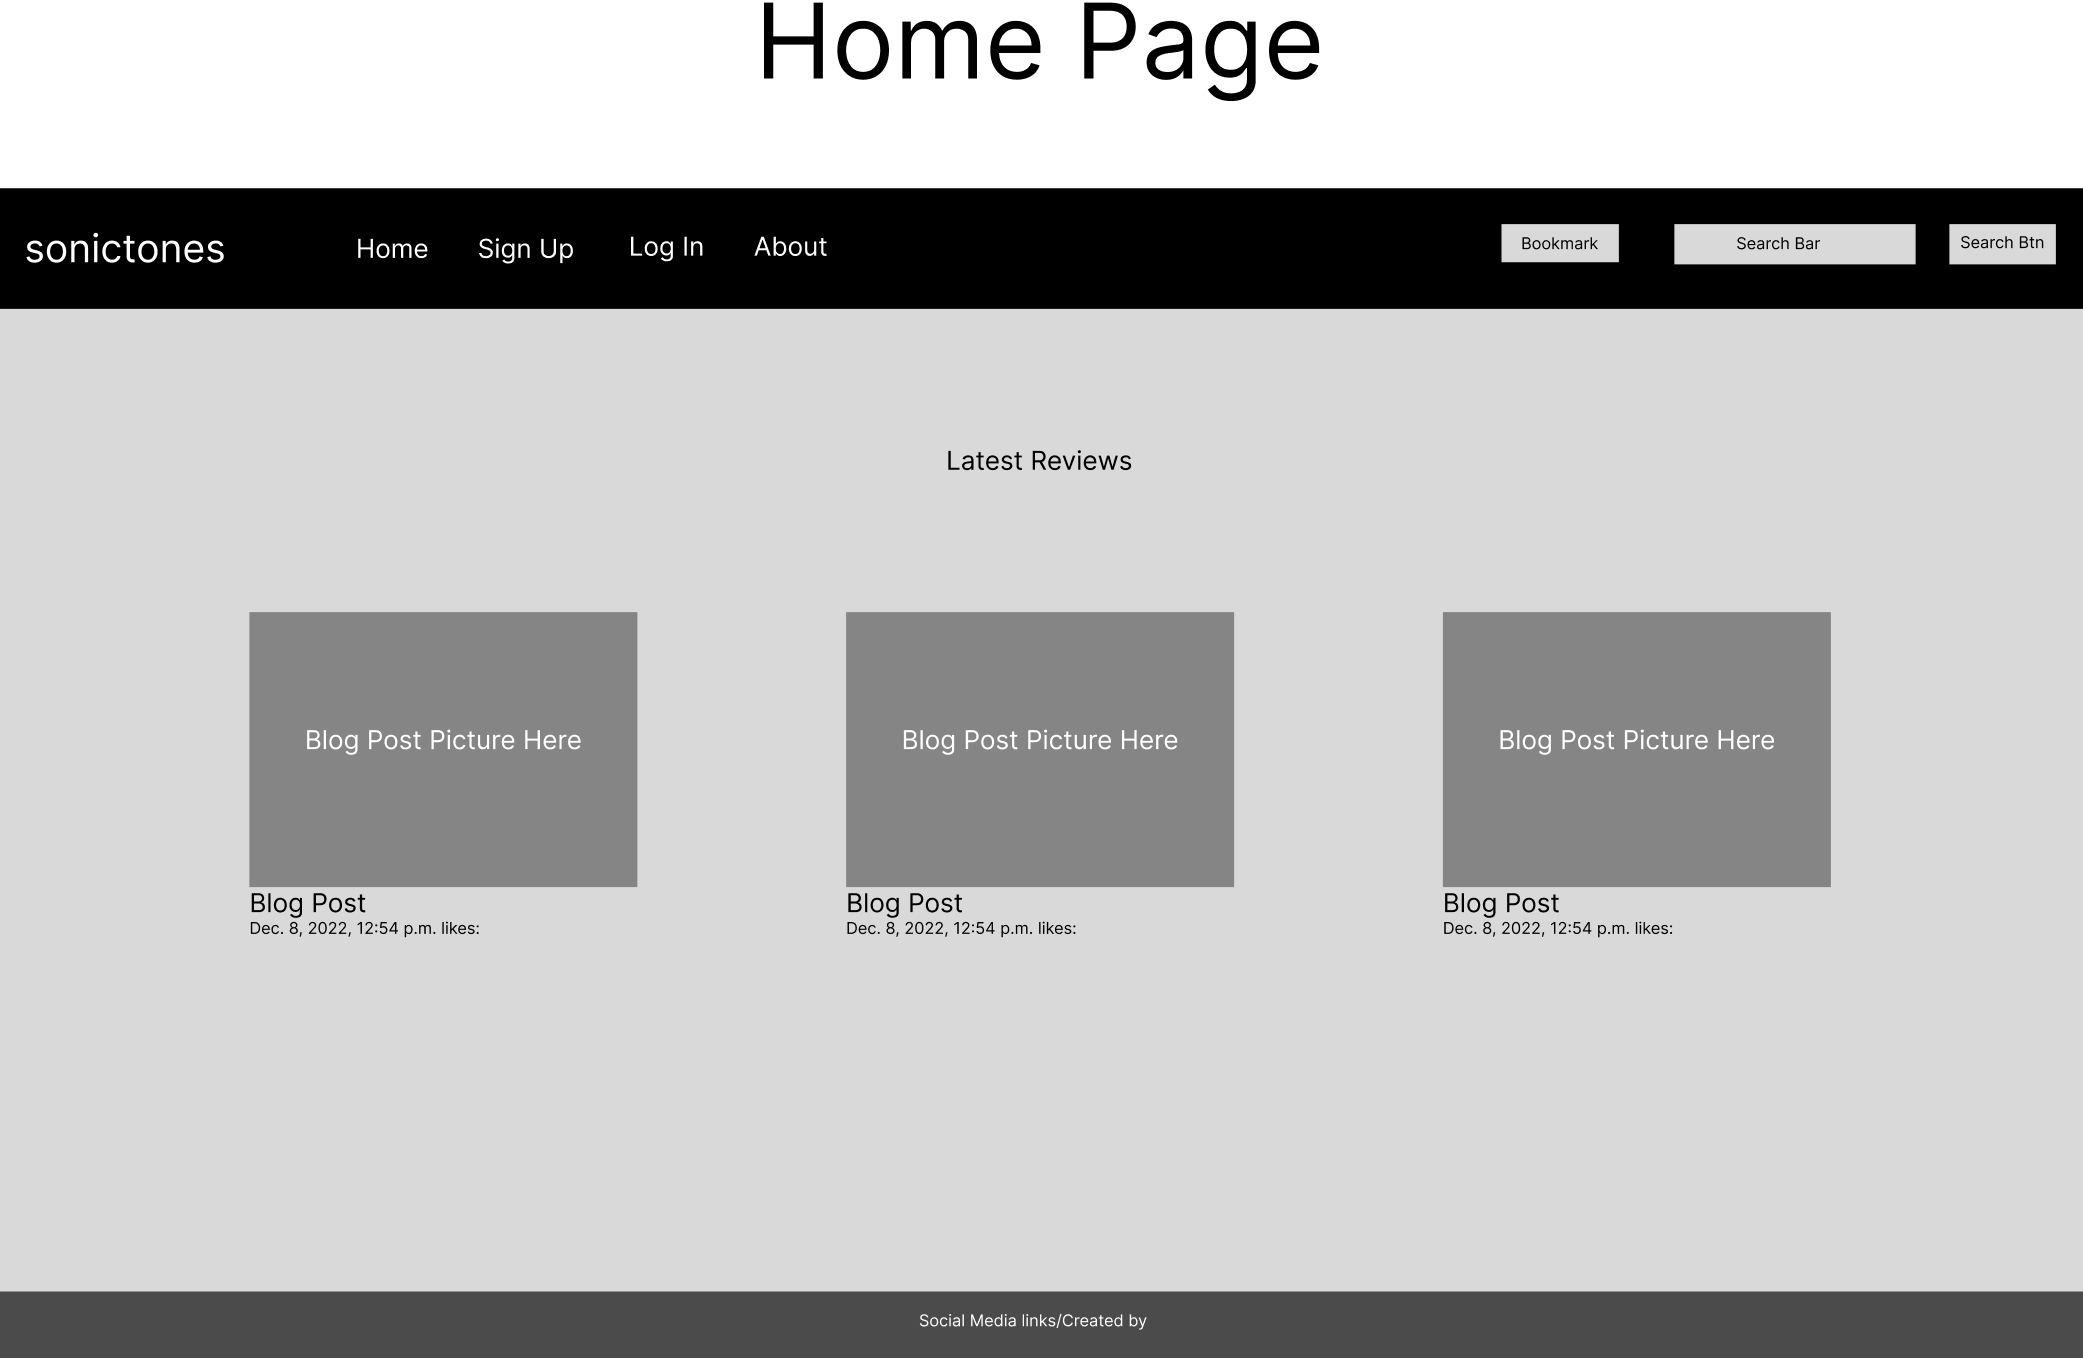 Home Page
sonictones Home Sign Up Log In About Bookmark Search Bar Search Btn
Latest Reviews
Blog Post Picture Here Blog Post Picture Here Blog Post Picture Here
Blog Post Blog Post Blog Post
Dec. 8, 2022, 12:54 p.m. likes: Dec. 8, 2022, 12:54 p.m. likes: Dec. 8, 2022, 12:54 p.m. likes:
Social Media links/Created by